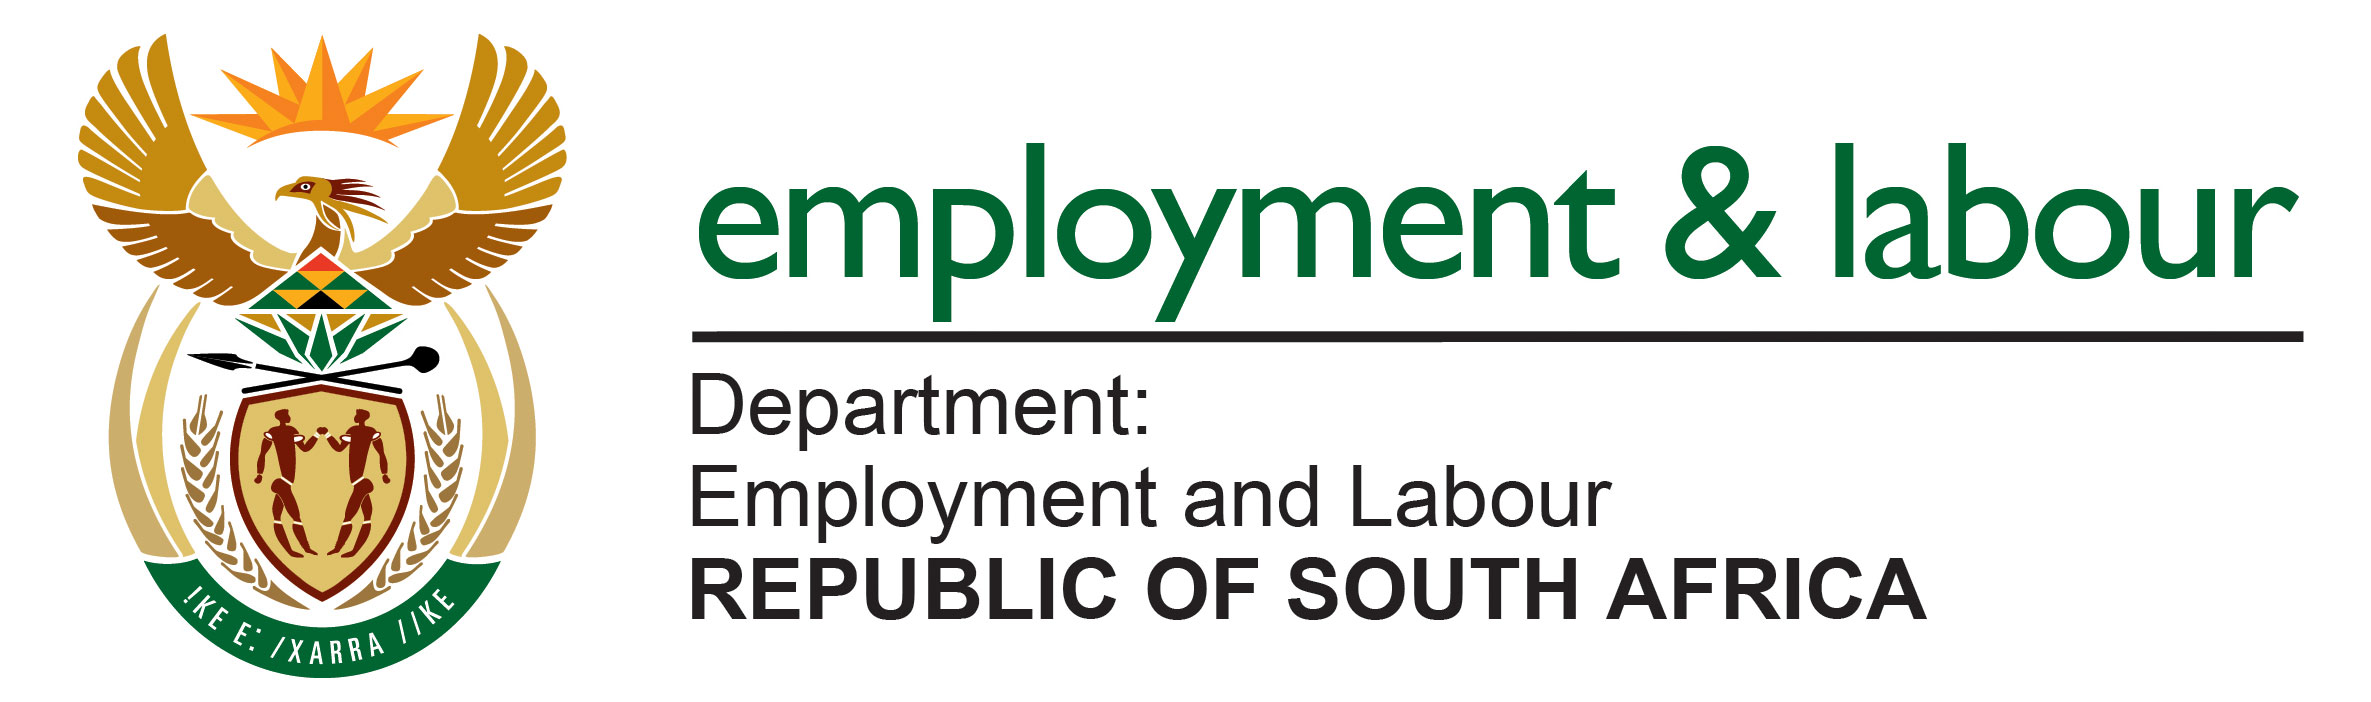 employment & labour
Department:
Employment and Labour
REPUBLIC OF SOUTH AFRICA
!KE E: /XARRA //KE